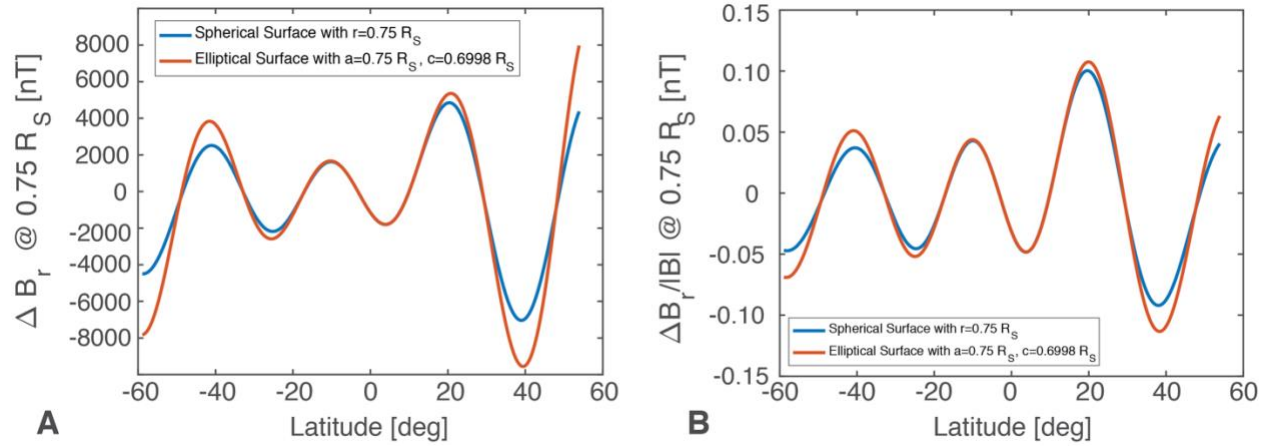 8000
6000
4000
2000
0
-2000
-4000
-6000
-8000
Δ B_r @ 0.75 R_S [nT]
Spherical Surface with r=0.75 R_S
Elliptical Surface with a=0.75 R_S, c=0.6998 R_S
-60 -40 -20 0 20 40 60
Latitude [deg]
A
0.15
0.10
0.05
0
-0.05
-0.10
-0.15
ΔB_r/|B| @ 0.75 R_S [nT]
Spherical Surface with r=0.75 R_S
Elliptical Surface with a=0.75 R_S, c=0.6998 R_S
-60 -40 -20 0 20 40 60
Latitude [deg]
B